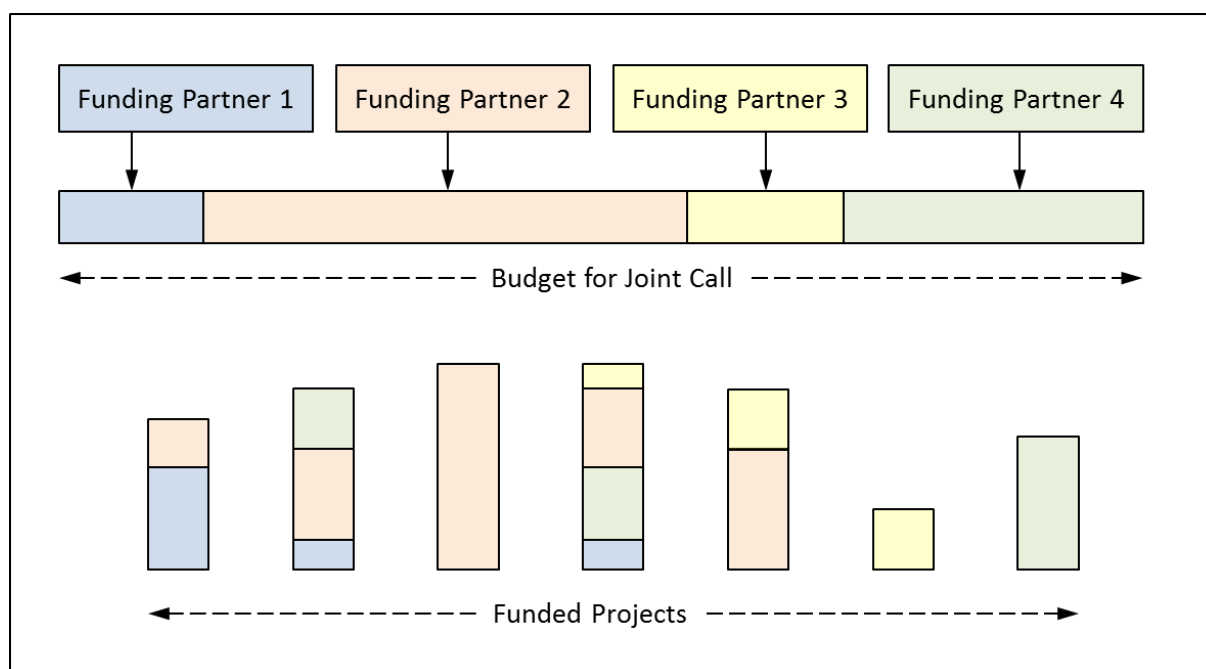 Funding Partner 1
Funding Partner 2
Funding Partner 3
Funding Partner 4
Budget for Joint Call
Funded Projects